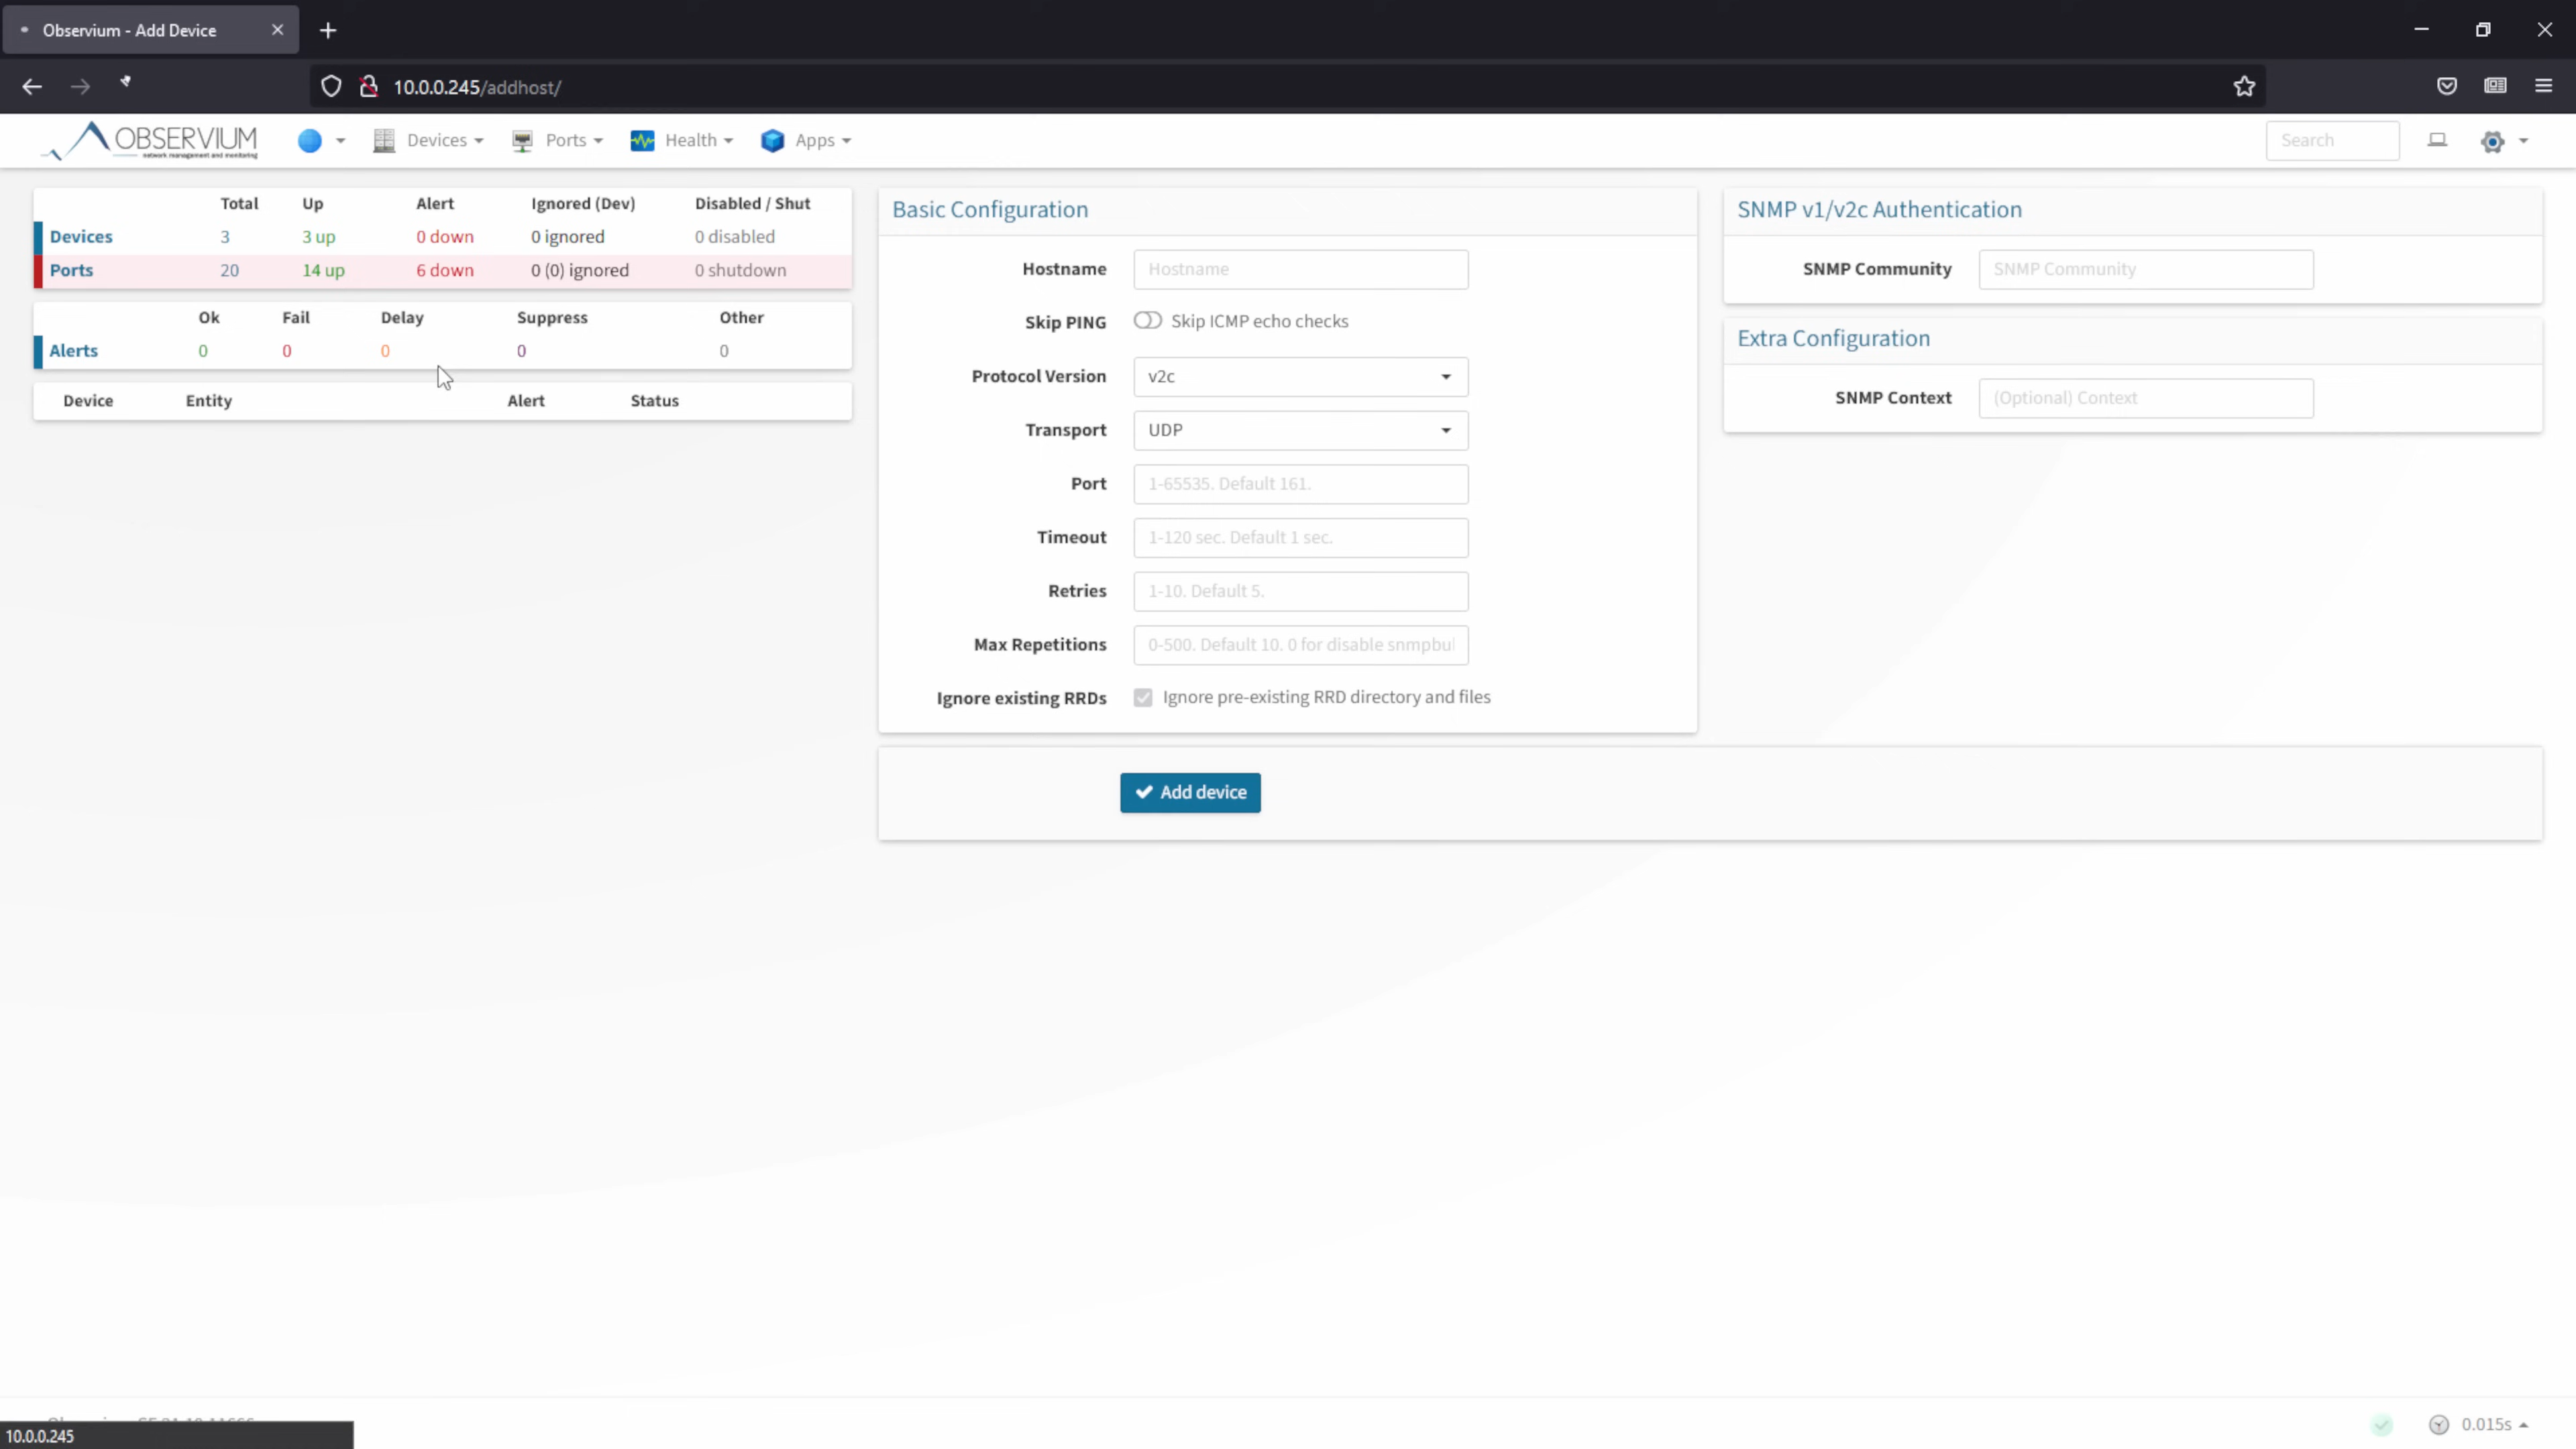 Observium - Add Device
10.0.0.245/addhost/
OBSERVIUM
network management and monitoring
Devices
Ports
Health
Apps
Search
Total Up Alert Ignored (Dev) Disabled / Shut
Devices 3 3 up 0 down 0 ignored 0 disabled
Ports 20 14 up 6 down 0 (0) ignored 0 shutdown
Ok Fail Delay Suppress Other
Alerts 0 0 0 0 0
Device Entity Alert Status
Basic Configuration
Hostname Hostname
Skip PING Skip ICMP echo checks
Protocol Version v2c
Transport UDP
Port 1-65535. Default 161.
Timeout 1-120 sec. Default 1 sec.
Retries 1-10. Default 5.
Max Repetitions 0-500. Default 10. 0 for disable snmpbul
Ignore existing RRDs Ignore pre-existing RRD directory and files
Add device
SNMP v1/v2c Authentication
SNMP Community SNMP Community
Extra Configuration
SNMP Context (Optional) Context
10.0.0.245
0.015s